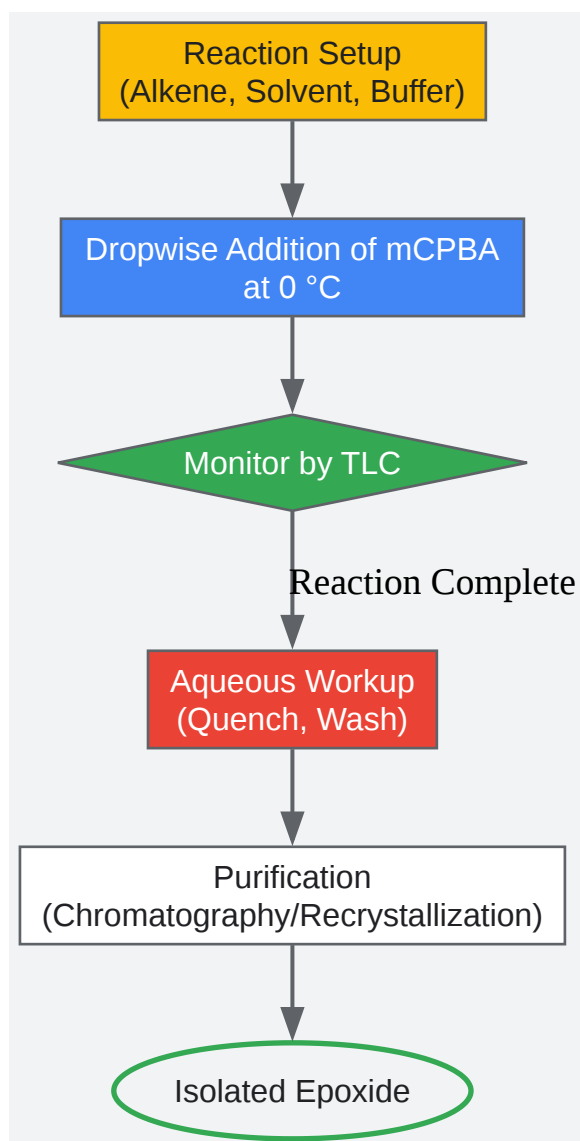 Reaction Setup
(Alkene, Solvent, Buffer)
Dropwise Addition of mCPBA
at 0 °C
Monitor by TLC
Reaction Complete
Aqueous Workup
(Quench, Wash)
Purification
(Chromatography/Recrystallization)
Isolated Epoxide